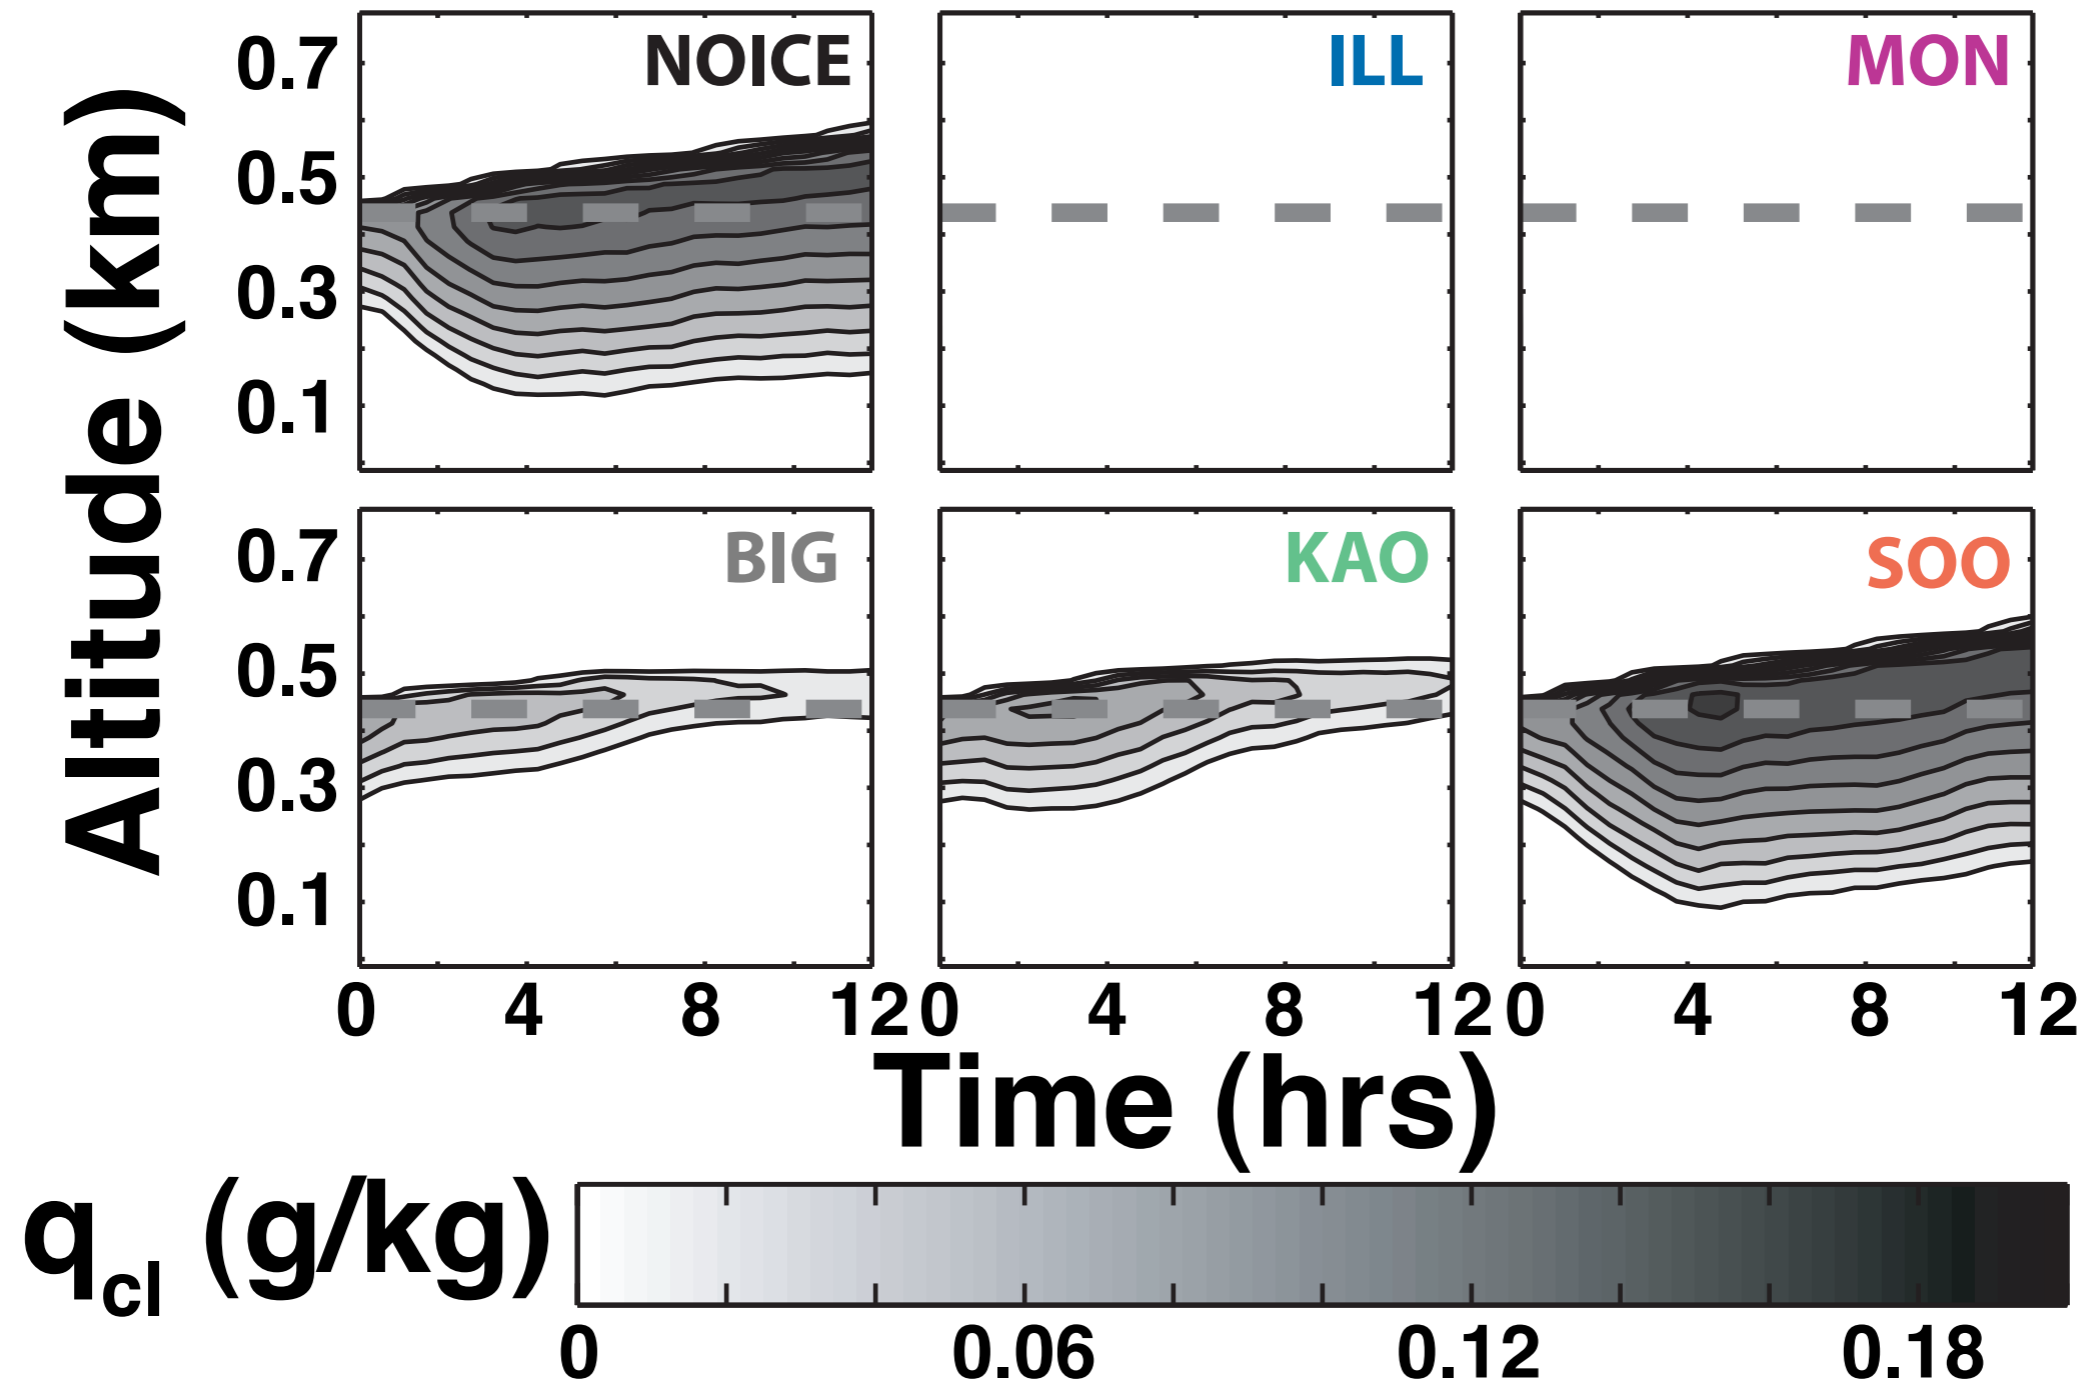 NOICE ILL MON
0.7
0.5
0.3
0.1
BIG KAO SOO
0.7
0.5
0.3
0.1
Altitude (km)
0 4 8 12 0 4 8 12 0 4 8 12
Time (hrs)
qcl (g/kg)
0 0.06 0.12 0.18